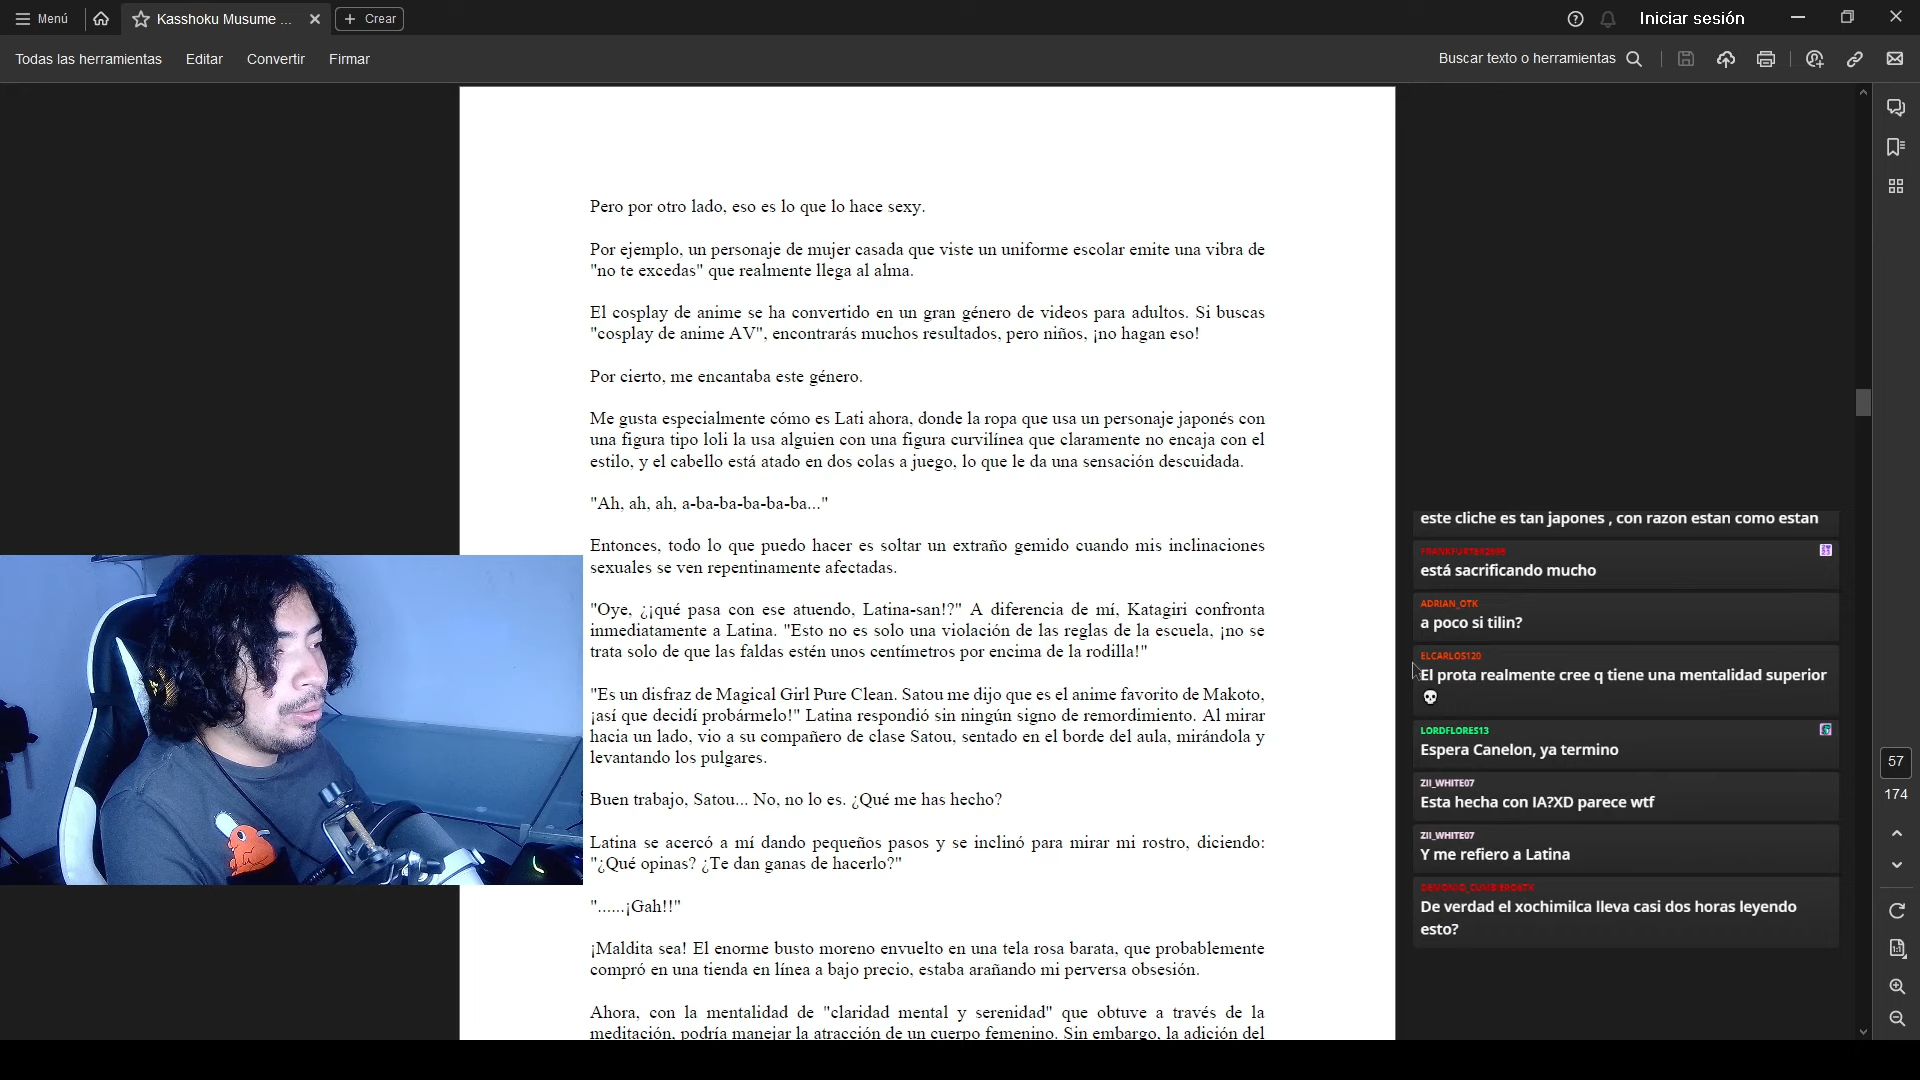 Menú
Kasshoku Musume ...
Crear
Iniciar sesión
Todas las herramientas
Editar
Convertir
Firmar
Buscar texto o herramientas
Pero por otro lado, eso es lo que lo hace sexy.
Por ejemplo, un personaje de mujer casada que viste un uniforme escolar emite una vibra de
"no te excedas" que realmente llega al alma.
El cosplay de anime se ha convertido en un gran género de videos para adultos. Si buscas
"cosplay de anime AV", encontrarás muchos resultados, pero niños, ¡no hagan eso!
Por cierto, me encantaba este género.
Me gusta especialmente cómo es Lati ahora, donde la ropa que usa un personaje japonés con
una figura tipo loli la usa alguien con una figura curvilínea que claramente no encaja con el
estilo, y el cabello está atado en dos colas a juego, lo que le da una sensación descuidada.
"Ah, ah, ah, a-ba-ba-ba-ba-ba..."
Entonces, todo lo que puedo hacer es soltar un extraño gemido cuando mis inclinaciones
sexuales se ven repentinamente afectadas.
"Oye, ¿¡qué pasa con ese atuendo, Latina-san!?" A diferencia de mí, Katagiri confronta
inmediatamente a Latina. "Esto no es solo una violación de las reglas de la escuela, ¡no se
trata solo de que las faldas estén unos centímetros por encima de la rodilla!"
"Es un disfraz de Magical Girl Pure Clean. Satou me dijo que es el anime favorito de Makoto,
¡así que decidí probármelo!" Latina respondió sin ningún signo de remordimiento. Al mirar
hacia un lado, vio a su compañero de clase Satou, sentado en el borde del aula, mirándola y
levantando los pulgares.
Buen trabajo, Satou... No, no lo es. ¿Qué me has hecho?
Latina se acercó a mí dando pequeños pasos y se inclinó para mirar mi rostro, diciendo:
"¿Qué opinas? ¿Te dan ganas de hacerlo?"
"......¡Gah!!"
¡Maldita sea! El enorme busto moreno envuelto en una tela rosa barata, que probablemente
compró en una tienda en línea a bajo precio, estaba arañando mi perversa obsesión.
Ahora, con la mentalidad de "claridad mental y serenidad" que obtuve a través de la
meditación, podría manejar la atracción de un cuerpo femenino. Sin embargo, la adición del
este cliche es tan japones , con razon estan como estan
está sacrificando mucho
ADRIAN_OTK
a poco si tilin?
ELCARLOS120
El prota realmente cree q tiene una mentalidad superior
💀
LORDFLORES13
Espera Canelon, ya termino
ZII_WHITE07
Esta hecha con IA?XD parece wtf
ZII_WHITE07
Y me refiero a Latina
De verdad el xochimilca lleva casi dos horas leyendo
esto?
57
174